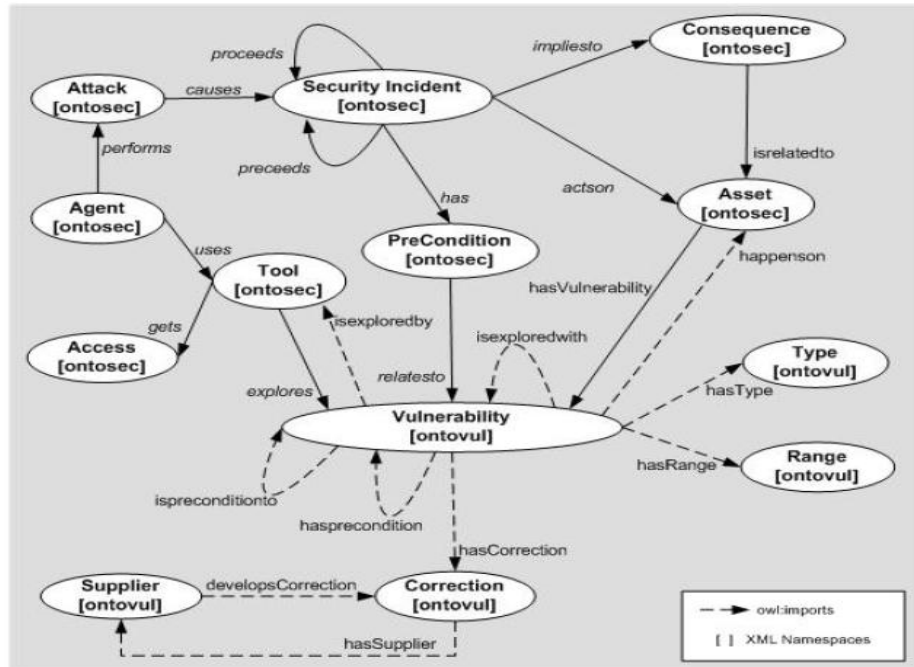 Consequence
[ontosec]
proceeds
impliesto
Attack
[ontosec]
causes
Security Incident
[ontosec]
performs
preceeds
isrelatedto
Agent
[ontosec]
has
actson
Asset
[ontosec]
uses
PreCondition
[ontosec]
happenson
Tool
[ontosec]
hasVulnerability
gets
isexploredby
isexploredwith
Access
[ontosec]
Type
[ontovul]
explores
relatesto
hasType
Vulnerability
[ontovul]
Range
[ontovul]
hasRange
ispreconditionto
hasprecondition
hasCorrection
Supplier
[ontovul]
developsCorrection
Correction
[ontovul]
hasSupplier
owl:imports
[ ] XML Namespaces